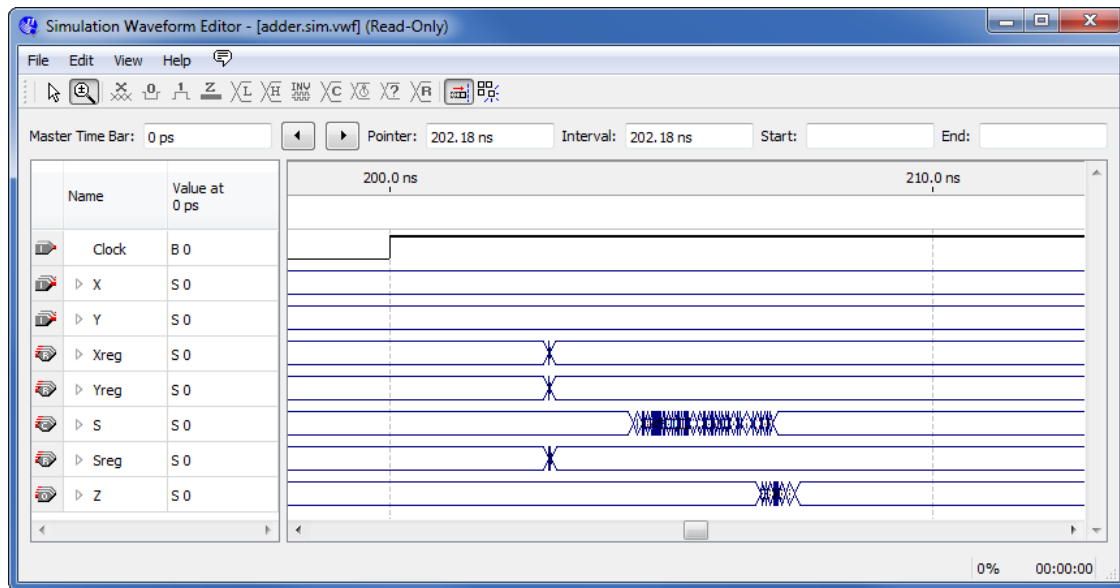 Simulation Waveform Editor - [adder.sim.vwf] (Read-Only)
File Edit View Help
Master Time Bar: 0 ps Pointer: 202.18 ns Interval: 202.18 ns Start: End:
Name Value at 0 ps 200.0 ns 210.0 ns
Clock B 0
X S 0
Y S 0
Xreg S 0
Yreg S 0
S S 0
Sreg S 0
Z S 0
0% 00:00:00